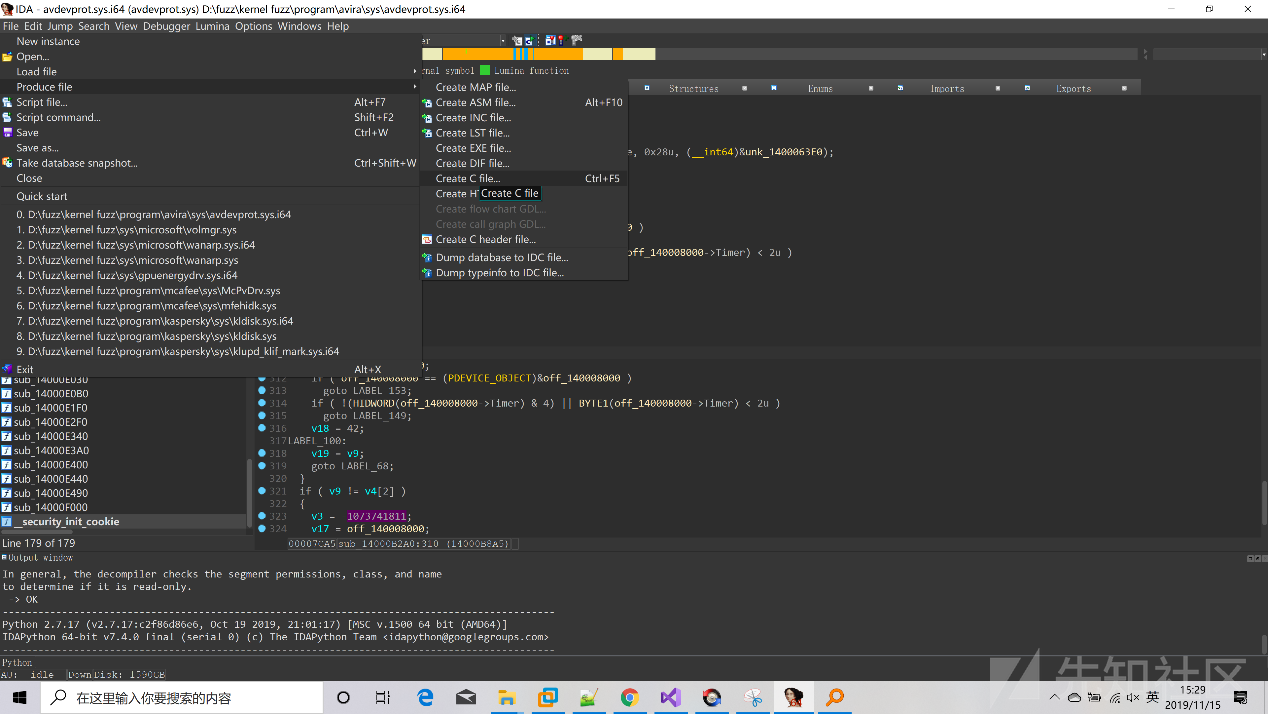 IDA - avdevprot.sys.i64 (avdevprot.sys) D:\fuzz\kernel fuzz\program\avira\sys\avdevprot.sys.i64
File Edit Jump Search View Debugger Lumina Options Windows Help
New instance
Open...
Load file
Produce file
Script file... Alt+F7
Script command... Shift+F2
Save Ctrl+W
Save as...
Take database snapshot... Ctrl+Shift+W
Close
Quick start
0. D:\fuzz\kernel fuzz\program\avira\sys\avdevprot.sys.i64
1. D:\fuzz\kernel fuzz\sys\microsoft\volmgr.sys
2. D:\fuzz\kernel fuzz\sys\microsoft\wanarp.sys.i64
3. D:\fuzz\kernel fuzz\sys\microsoft\wanarp.sys
4. D:\fuzz\kernel fuzz\sys\gpuenergydrv.sys.i64
5. D:\fuzz\kernel fuzz\program\mcafee\sys\McPvDrv.sys
6. D:\fuzz\kernel fuzz\program\mcafee\sys\mfehidk.sys
7. D:\fuzz\kernel fuzz\program\kaspersky\sys\kldisk.sys.i64
8. D:\fuzz\kernel fuzz\program\kaspersky\sys\kldisk.sys
9. D:\fuzz\kernel fuzz\program\kaspersky\sys\klupd_klif_mark.sys.i64
Exit Alt+X
Create MAP file...
Create ASM file... Alt+F10
Create INC file...
Create LST file...
Create EXE file...
Create DIF file...
Create C file... Ctrl+F5
Create H
Create C file
Create flow chart GDL...
Create call graph GDL...
Create C header file...
Dump database to IDC file...
Dump typeinfo to IDC file...
er
rnal symbol Lumina function
Structures Enums Imports Exports
e, 0x28u, (__int64)&unk_1400063F0);
0 )
off_140008000->Timer) < 2u )
0;
312 if ( off_140008000 == (PDEVICE_OBJECT)&off_140008000 )
313 goto LABEL_153;
314 if ( !(HIDWORD(off_140008000->Timer) & 4) || BYTE1(off_140008000->Timer) < 2u )
315 goto LABEL_149;
316 v18 = 42;
317 LABEL_100:
318 v19 = v9;
319 goto LABEL_68;
320 }
321 if ( v9 != v4[2] )
322 {
323 v3 = 1073741811;
324 v17 = off_140008000;
00007CA5 sub_14000B2A0:310 (14000B8A5)
sub_14000E030
sub_14000E0B0
sub_14000E1F0
sub_14000E2F0
sub_14000E340
sub_14000E3A0
sub_14000E400
sub_14000E440
sub_14000E490
sub_14000F000
__security_init_cookie
Line 179 of 179
Output window
In general, the decompiler checks the segment permissions, class, and name
to determine if it is read-only.
-> OK
Python 2.7.17 (v2.7.17:c2f86d86e6, Oct 19 2019, 21:01:17) [MSC v.1500 64 bit (AMD64)]
IDAPython 64-bit v7.4.0 final (serial 0) (c) The IDAPython Team <idapython@googlegroups.com>
Python
AU: idle Down Disk: 1590GB
先知社区
在这里输入你要搜索的内容
英
15:29
2019/11/15